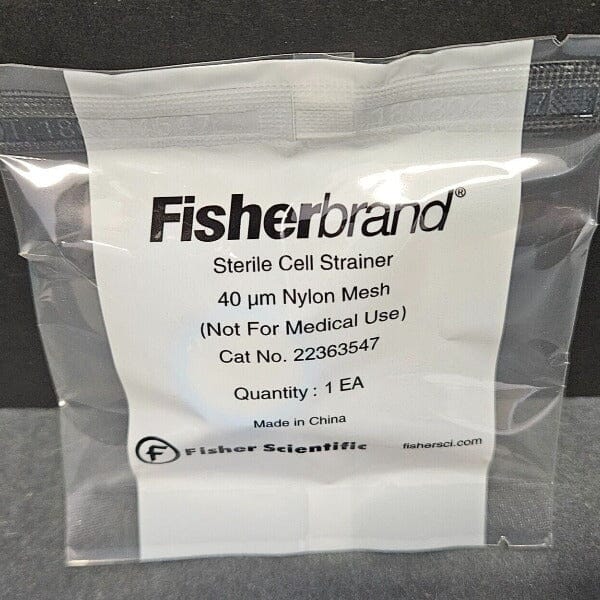 Fisherbrand®
Sterile Cell Strainer
40 µm Nylon Mesh
(Not For Medical Use)
Cat No. 22363547
Quantity : 1 EA
Made in China
F Fisher Scientific fishersci.com